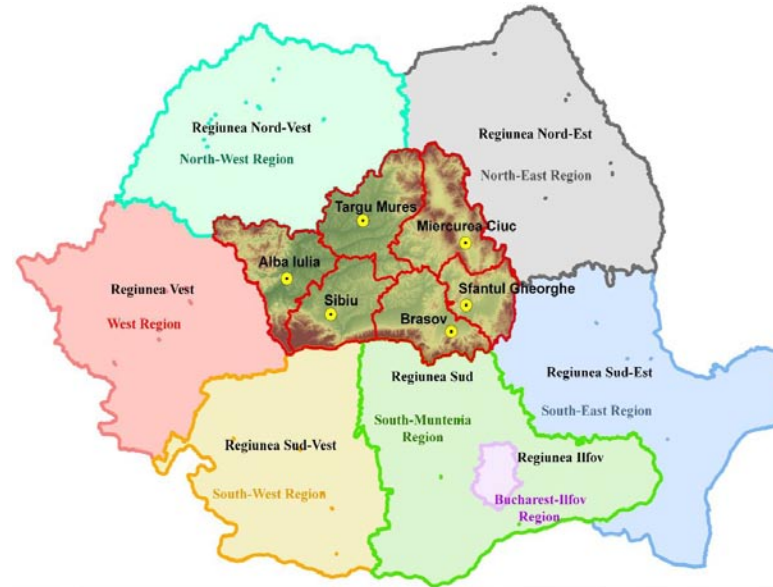 Regiunea Nord-Vest
North-West Region
Regiunea Nord-Est
North-East Region
Targu Mures
Miercurea Ciuc
Alba Iulia
Sfantul Gheorghe
Sibiu
Brasov
Regiunea Vest
West Region
Regiunea Sud
South-Muntenia
Region
Regiunea Sud-Est
South-East Region
Regiunea Sud-Vest
South-West Region
Regiunea Ilfov
Bucharest-Ilfov
Region